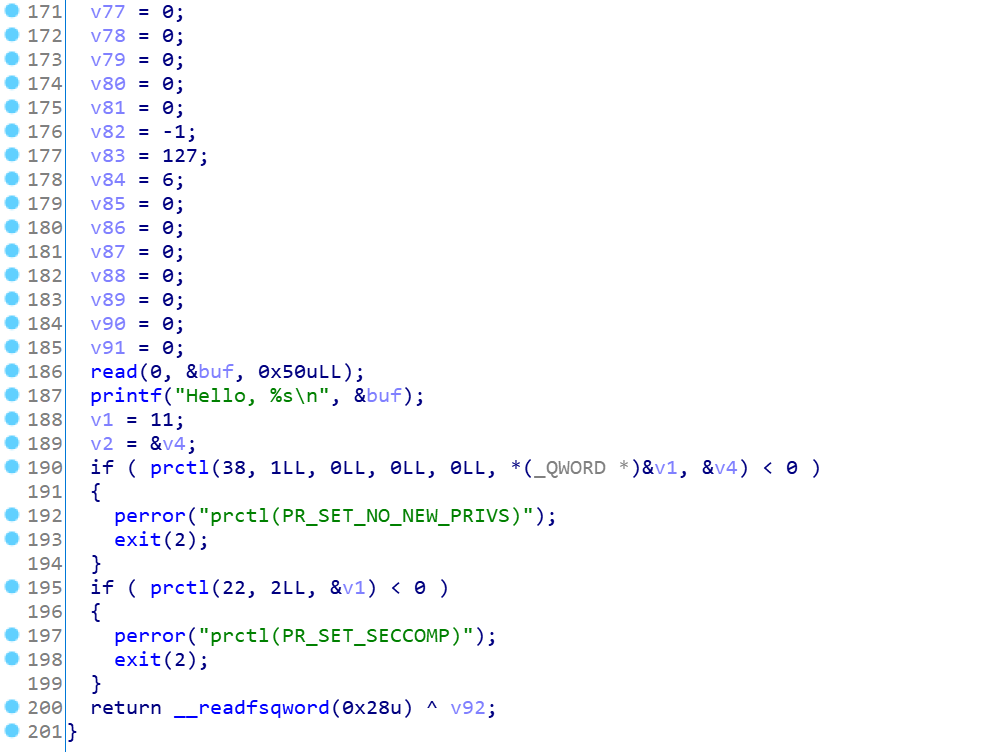 171   v77 = 0;
172   v78 = 0;
173   v79 = 0;
174   v80 = 0;
175   v81 = 0;
176   v82 = -1;
177   v83 = 127;
178   v84 = 6;
179   v85 = 0;
180   v86 = 0;
181   v87 = 0;
182   v88 = 0;
183   v89 = 0;
184   v90 = 0;
185   v91 = 0;
186   read(0, &buf, 0x50uLL);
187   printf("Hello, %s\n", &buf);
188   v1 = 11;
189   v2 = &v4;
190   if ( prctl(38, 1LL, 0LL, 0LL, 0LL, *(_QWORD *)&v1, &v4) < 0 )
191   {
192     perror("prctl(PR_SET_NO_NEW_PRIVS)");
193     exit(2);
194   }
195   if ( prctl(22, 2LL, &v1) < 0 )
196   {
197     perror("prctl(PR_SET_SECCOMP)");
198     exit(2);
199   }
200   return __readfsqword(0x28u) ^ v92;
201 }